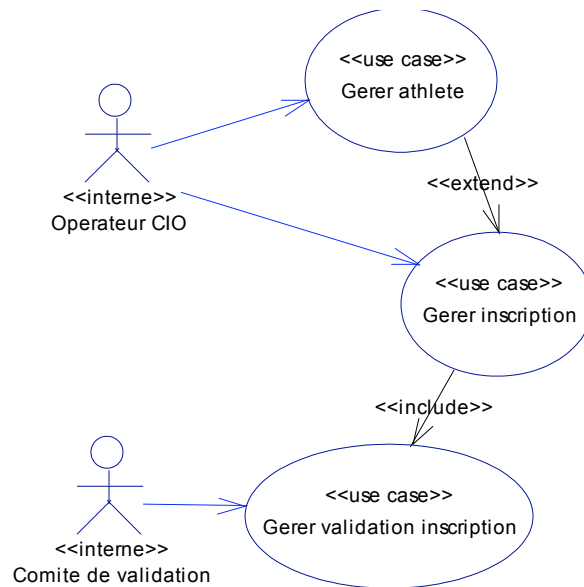 <<use case>>
Gerer athlete
<<interne>>
Operateur CIO
<<extend>>
<<use case>>
Gerer inscription
<<include>>
<<use case>>
Gerer validation inscription
<<interne>>
Comite de validation